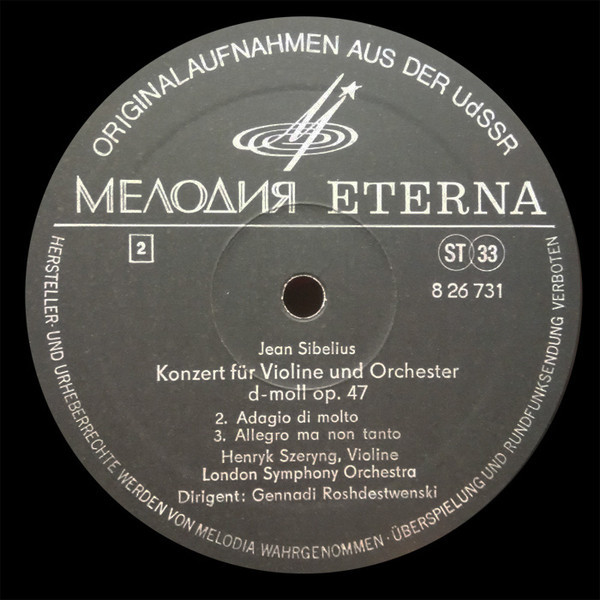 ORIGINALAUFNAHMEN AUS DER UdSSR
МЕЛОДИЯ ETERNA
2
ST 33
8 26 731
Jean Sibelius
Konzert für Violine und Orchester
d-moll op. 47
2. Adagio di molto
3. Allegro ma non tanto
Henryk Szeryng, Violine
London Symphony Orchestra
Dirigent: Gennadi Roshdestwenski
HERSTELLER- UND URHEBERRECHTE WERDEN VON MELODIA WAHRGENOMMEN · ÜBERSPIELUNG UND RUNDFUNKSENDUNG VERBOTEN